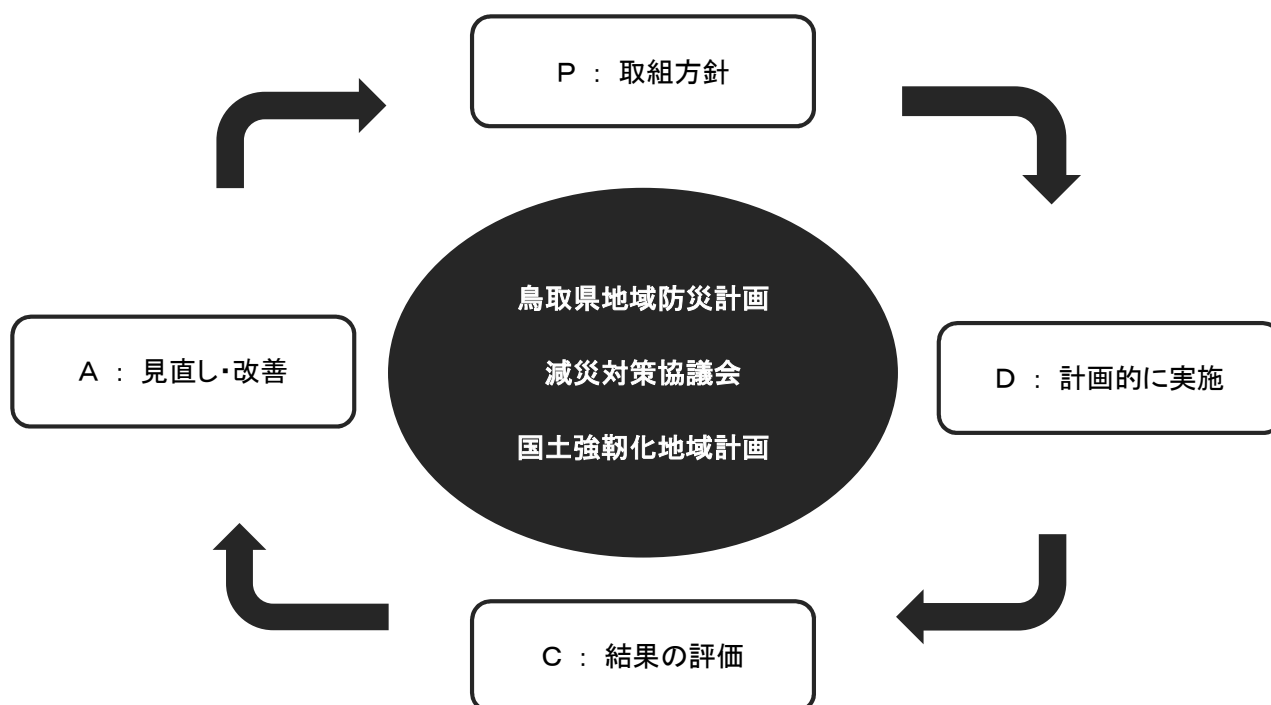 P : 取組方針
鳥取県地域防災計画
減災対策協議会
国土強靭化地域計画
A : 見直し・改善
D : 計画的に実施
C : 結果の評価